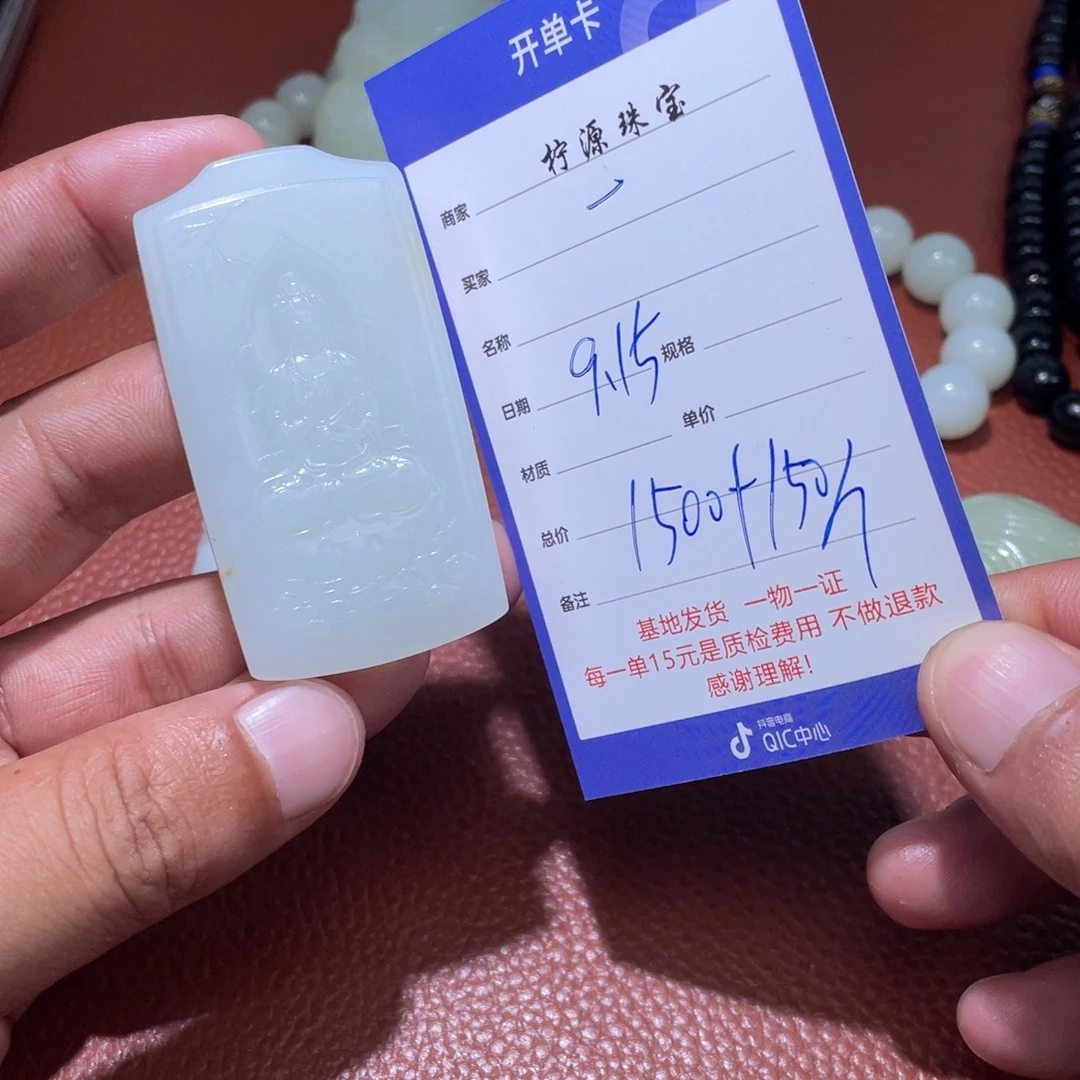 开单卡
商家 柠源珠宝
买家
名称
日期 9.15 规格
材质 单价
总价 1500+150/
备注
基地发货 一物一证
每一单15元是质检费用 不做退款
感谢理解!
抖音电商
QIC中心